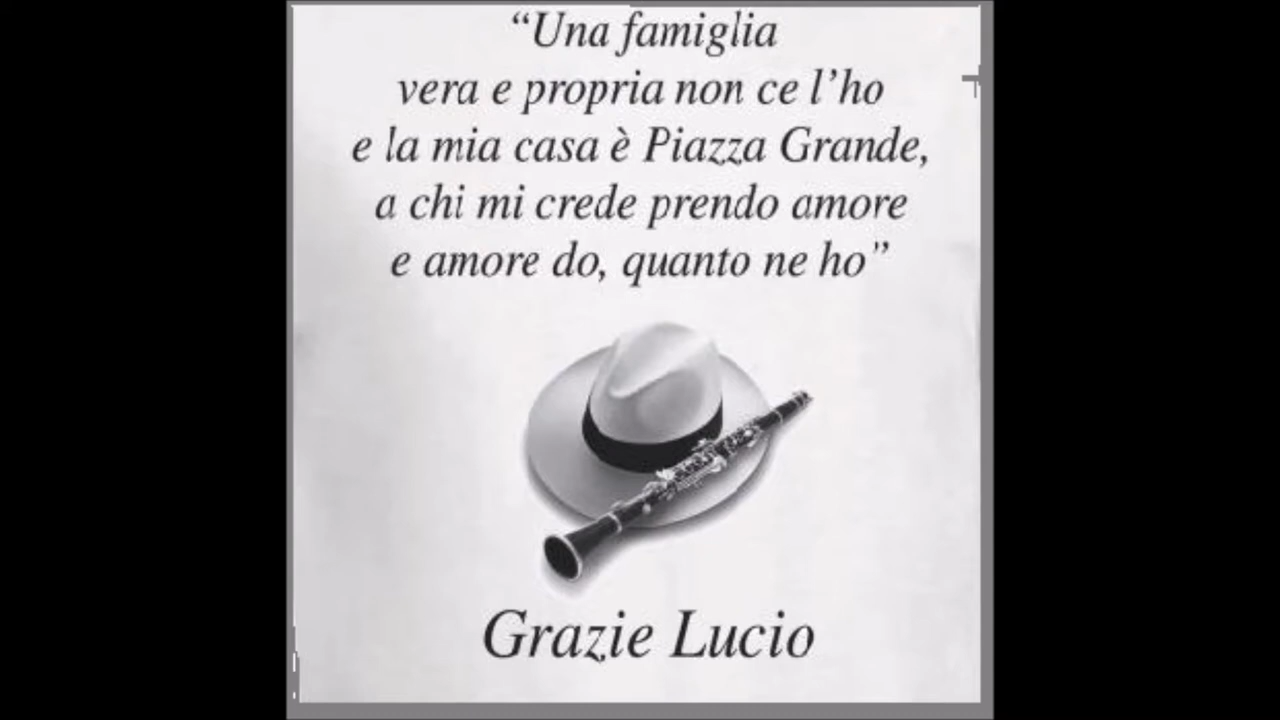 “Una famiglia
vera e propria non ce l’ho
e la mia casa è Piazza Grande,
a chi mi crede prendo amore
e amore do, quanto ne ho”
Grazie Lucio